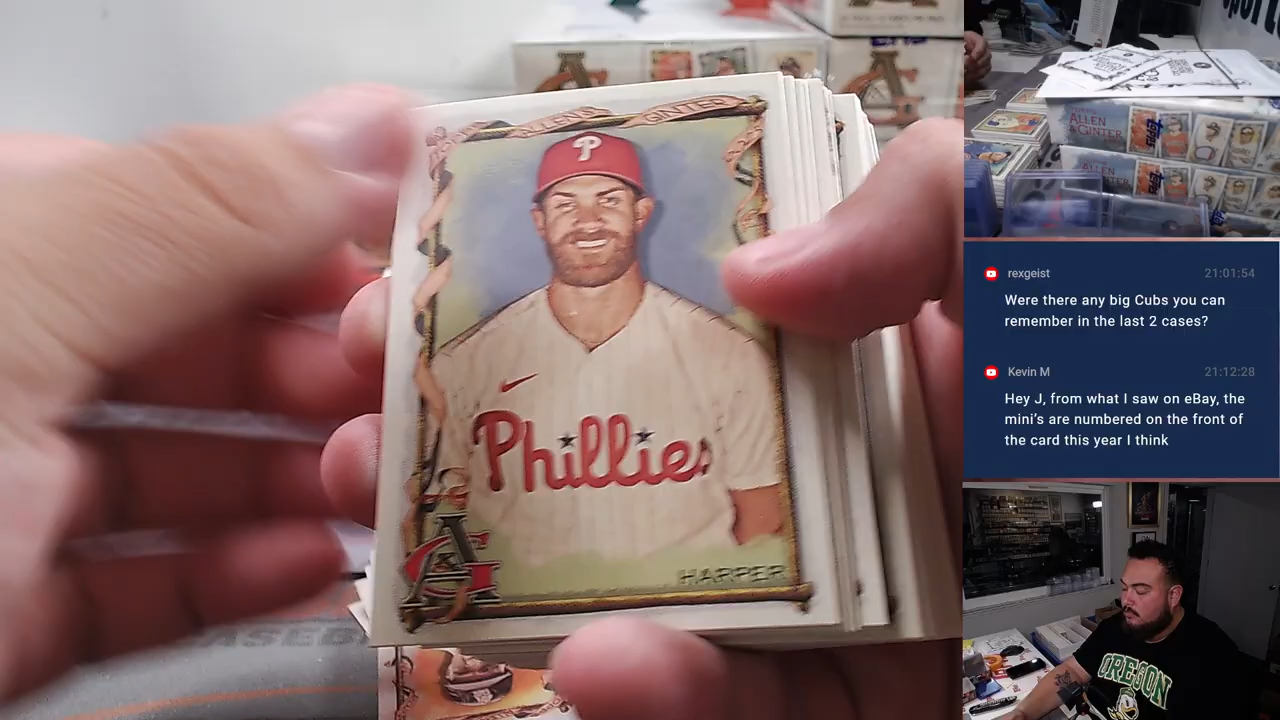 ALLEN & GINTER
P
Phillies
A&G
HARPER
ALLEN
& GINTER
topps
rexgeist 21:01:54
Were there any big Cubs you can
remember in the last 2 cases?
Kevin M 21:12:28
Hey J, from what I saw on eBay, the
mini's are numbered on the front of
the card this year I think
OREGON